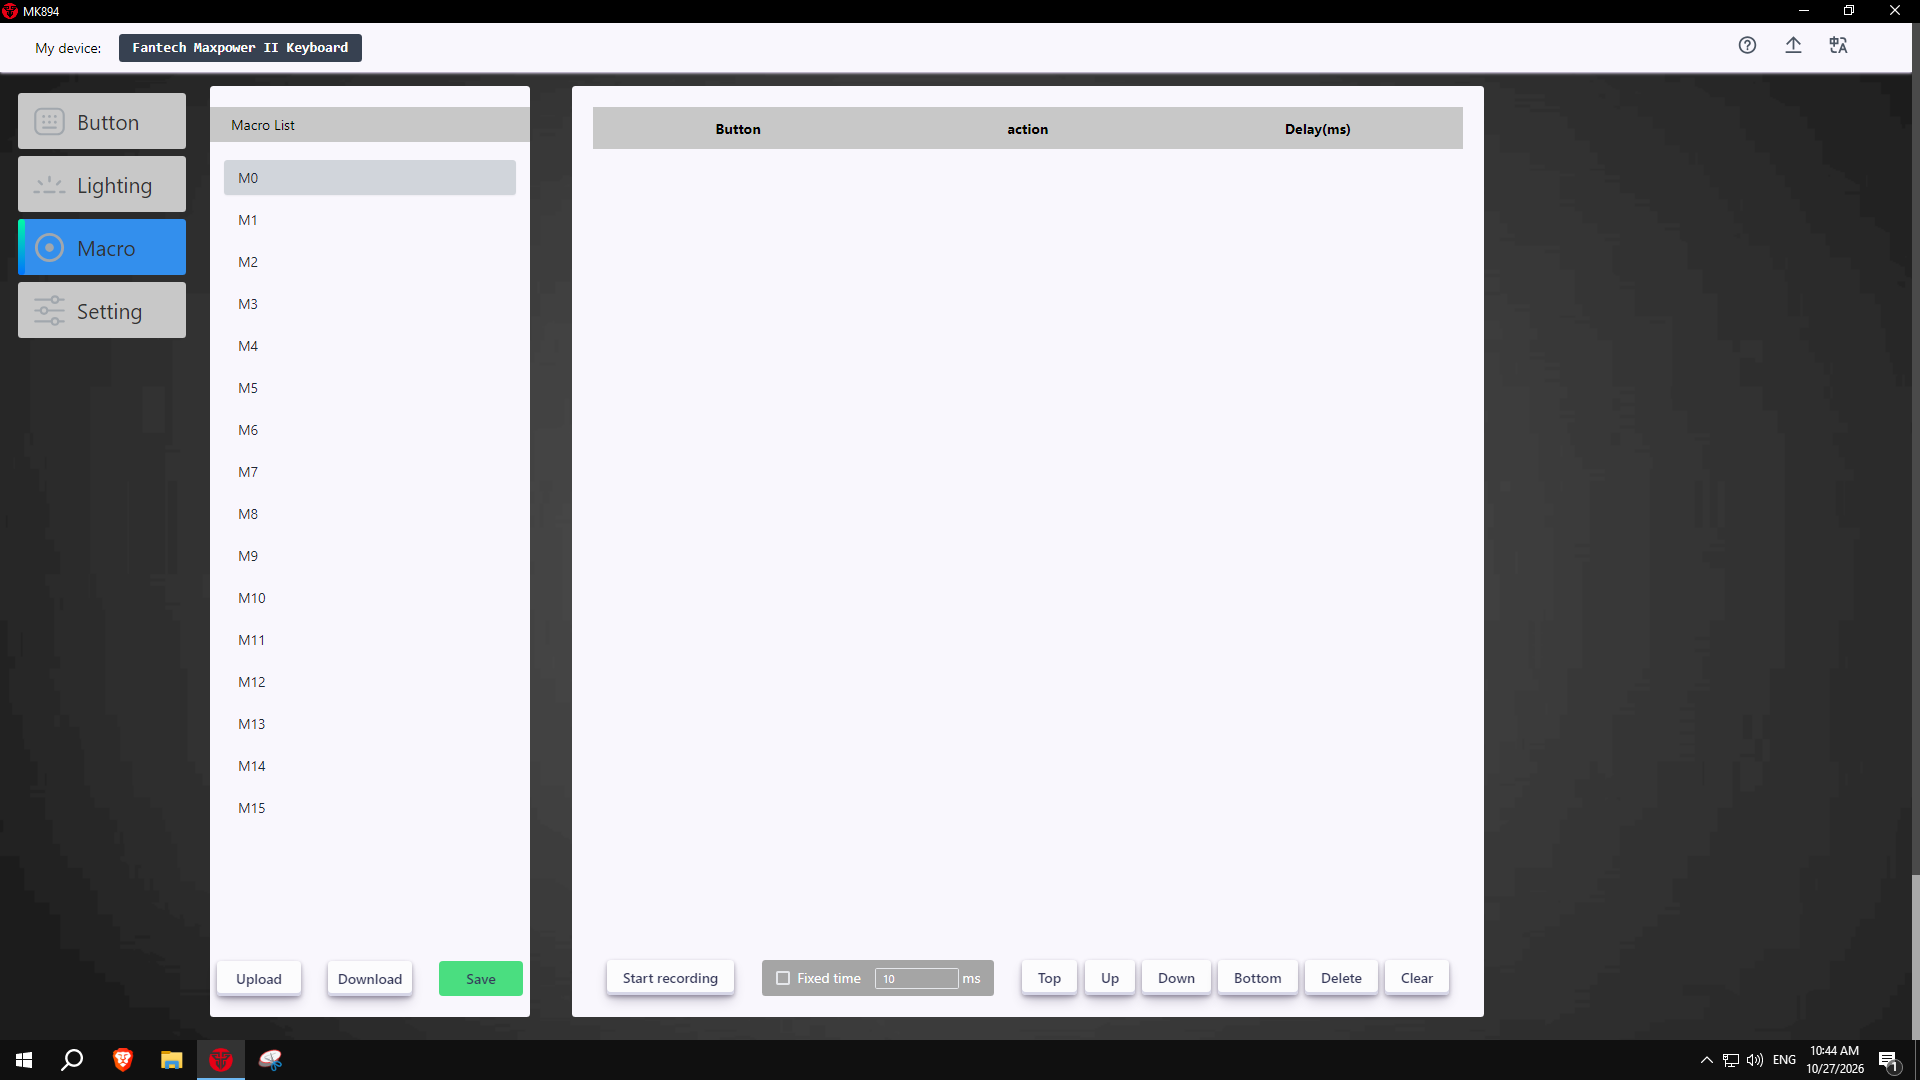 MK894
My device: Fantech Maxpower II Keyboard
Button
Lighting
Macro
Setting
Macro List
M0
M1
M2
M3
M4
M5
M6
M7
M8
M9
M10
M11
M12
M13
M14
M15
Upload Download Save
Button action Delay(ms)
Start recording Fixed time 10 ms Top Up Down Bottom Delete Clear
ENG 10:44 AM
10/27/2026
1